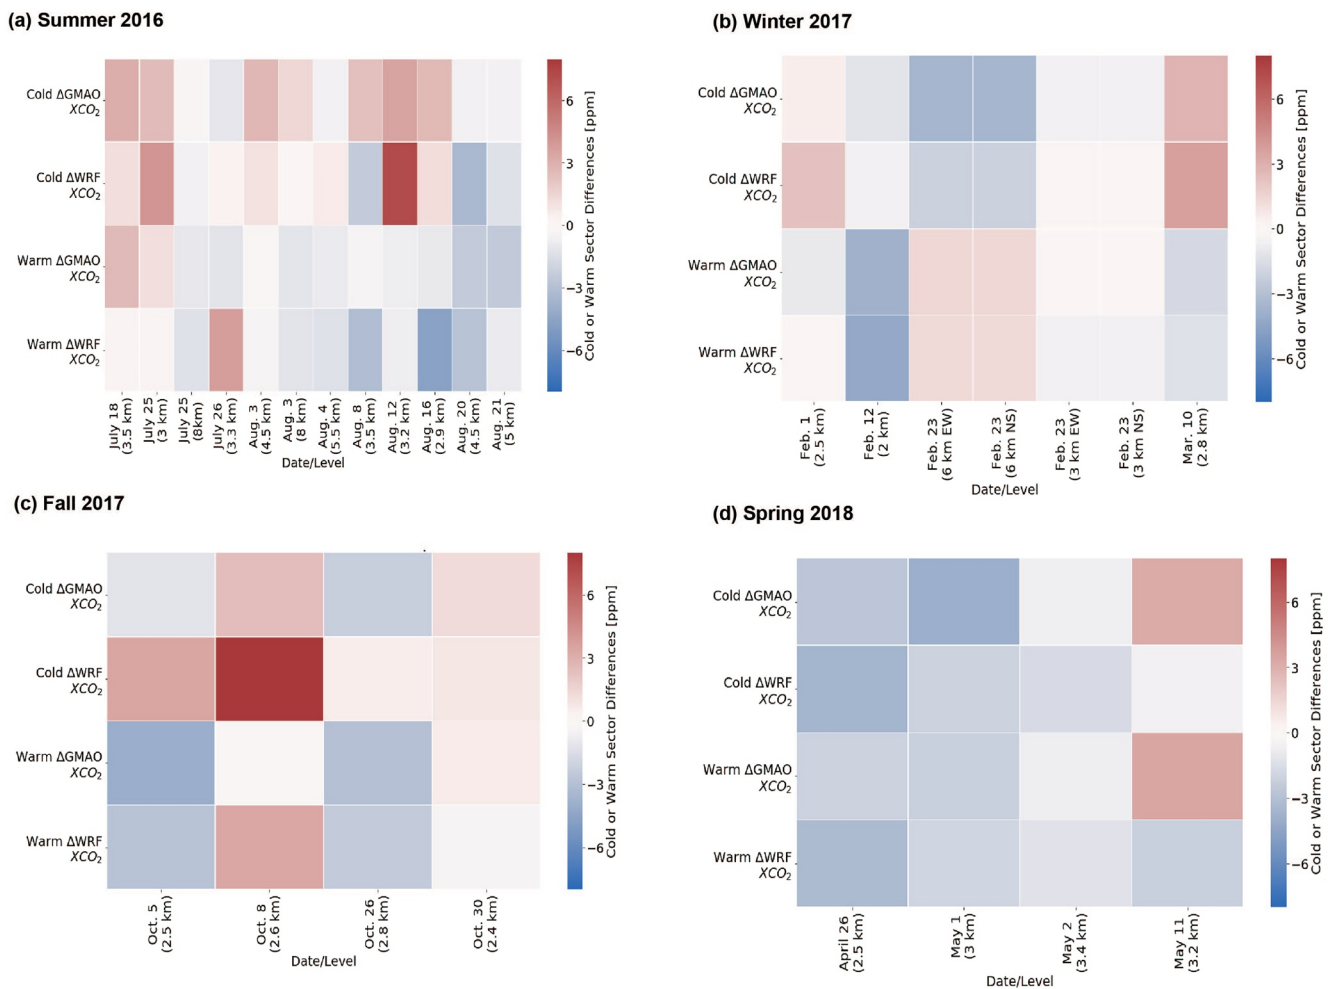 (a) Summer 2016
Cold ΔGMAO
XCO₂
Cold ΔWRF
XCO₂
Warm ΔGMAO
XCO₂
Warm ΔWRF
XCO₂
July 18
(3.5 km)
July 25
(3 km)
July 25
(8km)
July 26
(3.3 km)
Aug. 3
(4.5 km)
Aug. 3
(8 km)
Aug. 4
(5.5 km)
Aug. 8
(3.5 km)
Aug. 12
(3.2 km)
Aug. 16
(2.9 km)
Aug. 20
(4.5 km)
Aug. 21
(5 km)
Date/Level
6
3
0
−3
−6
Cold or Warm Sector Differences [ppm]
(b) Winter 2017
Cold ΔGMAO
XCO₂
Cold ΔWRF
XCO₂
Warm ΔGMAO
XCO₂
Warm ΔWRF
XCO₂
Feb. 1
(2.5 km)
Feb. 12
(2 km)
Feb. 23
(6 km EW)
Feb. 23
(6 km NS)
Feb. 23
(3 km EW)
Feb. 23
(3 km NS)
Mar. 10
(2.8 km)
Date/Level
6
3
0
−3
−6
Cold or Warm Sector Differences [ppm]
(c) Fall 2017
Cold ΔGMAO
XCO₂
Cold ΔWRF
XCO₂
Warm ΔGMAO
XCO₂
Warm ΔWRF
XCO₂
Oct. 5
(2.5 km)
Oct. 8
(2.6 km)
Oct. 26
(2.8 km)
Oct. 30
(2.4 km)
Date/Level
6
3
0
−3
−6
Cold or Warm Sector Differences [ppm]
(d) Spring 2018
Cold ΔGMAO
XCO₂
Cold ΔWRF
XCO₂
Warm ΔGMAO
XCO₂
Warm ΔWRF
XCO₂
April 26
(2.5 km)
May 1
(3 km)
May 2
(3.4 km)
May 11
(3.2 km)
Date/Level
6
3
0
−3
−6
Cold or Warm Sector Differences [ppm]